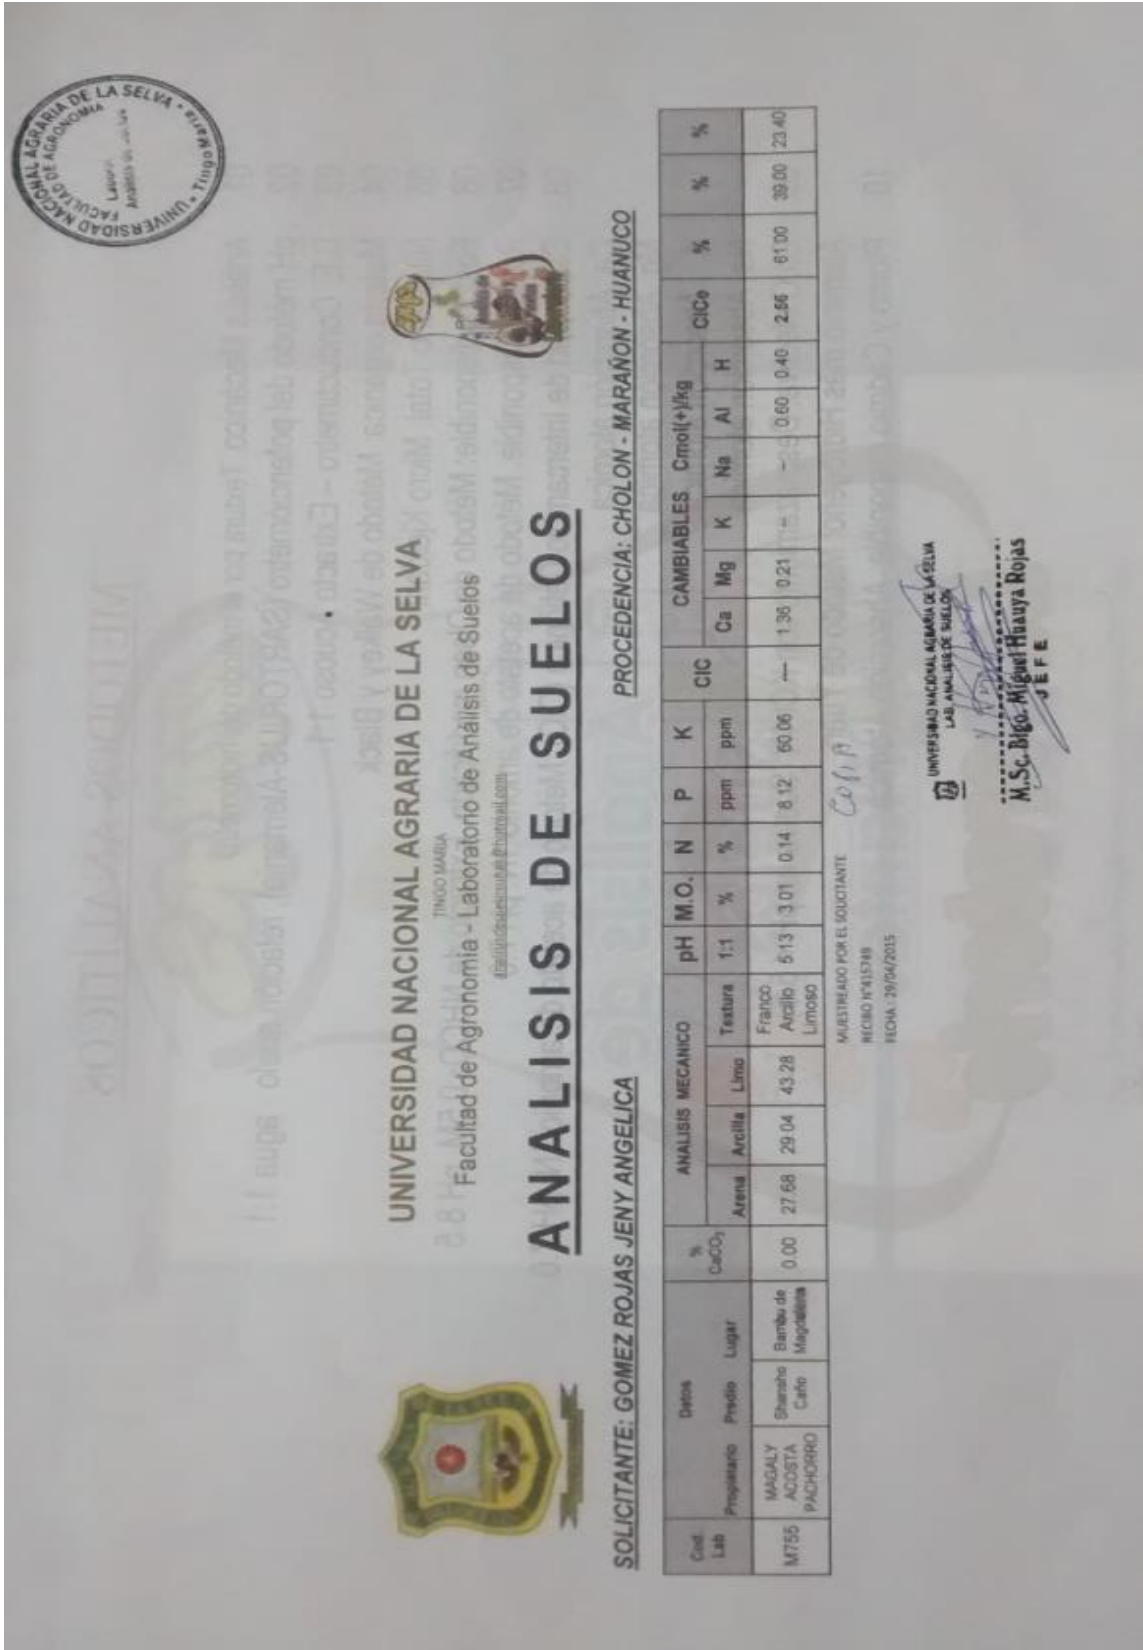 UNIVERSIDAD NACIONAL AGRARIA DE LA SELVA • Tingo María •
FACULTAD DE AGRONOMIA
UNIVERSIDAD NACIONAL AGRARIA DE LA SELVA
TINGO MARIA
Facultad de Agronomia - Laboratorio de Análisis de Suelos
ANALISIS DE SUELOS
SOLICITANTE: GOMEZ ROJAS JENY ANGELICA PROCEDENCIA: CHOLON - MARAÑON - HUANUCO
Cod. Datos % ANALISIS MECANICO pH M.O. N P K CIC CAMBIABLES Cmol(+)/kg CICe % % %
Lab Propietario Predio Lugar CaCO₃ Arena Arcilla Limo Textura 1:1 % % ppm ppm Ca Mg K Na Al H
M755 MAGALY Bambu de 0.00 27.68 29.04 43.28 Franco 5.13 3.01 0.14 8.12 60.06 --- 1.36 0.21 -- -- 0.60 0.40 2.56 61.00 39.00 23.40
ACOSTA Caño Magdalena Arcillo
PACHORRO Limoso
MUESTREADO POR EL SOLICITANTE
COPIA
RECIBO N°415749
FECHA : 29/04/2015
UNIVERSIDAD NACIONAL AGRARIA DE LA SELVA
LAB. ANALISIS DE SUELOS
M.Sc. Blgo. Miguel Huauya Rojas
JEFE